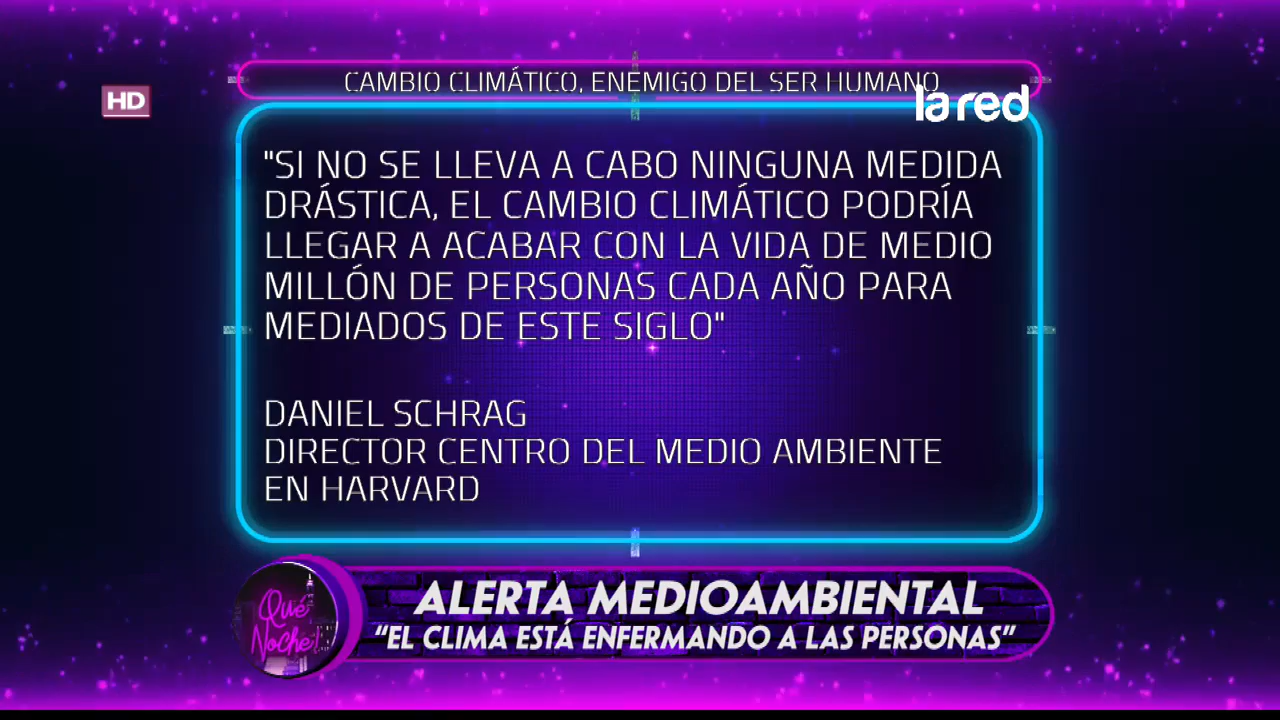 CAMBIO CLIMÁTICO, ENEMIGO DEL SER HUMANO
HD
la red
"SI NO SE LLEVA A CABO NINGUNA MEDIDA
DRÁSTICA, EL CAMBIO CLIMÁTICO PODRÍA
LLEGAR A ACABAR CON LA VIDA DE MEDIO
MILLÓN DE PERSONAS CADA AÑO PARA
MEDIADOS DE ESTE SIGLO"
DANIEL SCHRAG
DIRECTOR CENTRO DEL MEDIO AMBIENTE
EN HARVARD
Qué
Noche!
ALERTA MEDIOAMBIENTAL
“EL CLIMA ESTÁ ENFERMANDO A LAS PERSONAS”